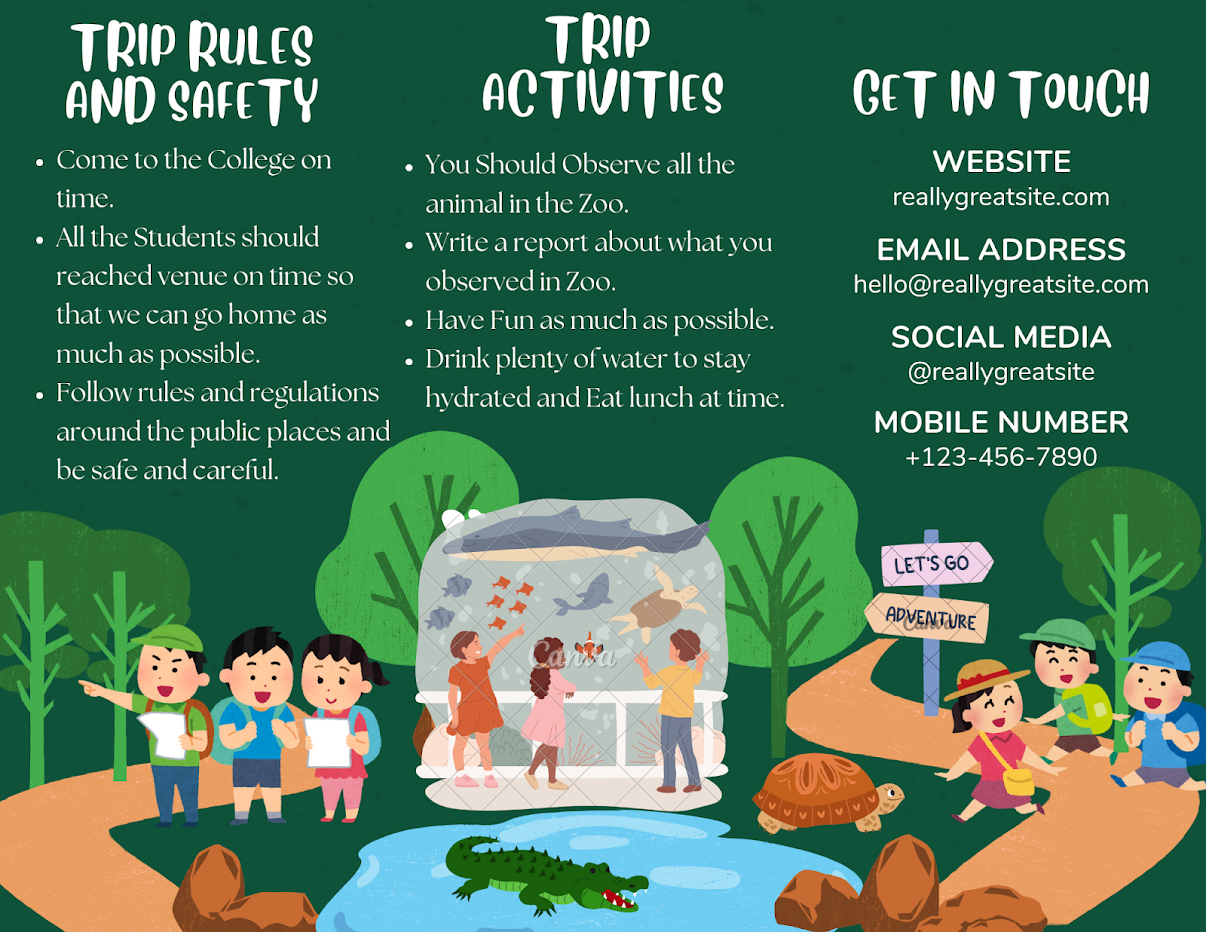 TRIP RULES
AND SAFETY
• Come to the College on
time.
• All the Students should
reached venue on time so
that we can go home as
much as possible.
• Follow rules and regulations
around the public places and
be safe and careful.
TRIP
ACTIVITIES
• You Should Observe all the
animal in the Zoo.
• Write a report about what you
observed in Zoo.
• Have Fun as much as possible.
• Drink plenty of water to stay
hydrated and Eat lunch at time.
GET IN TOUCH
WEBSITE
reallygreatsite.com
EMAIL ADDRESS
hello@reallygreatsite.com
SOCIAL MEDIA
@reallygreatsite
MOBILE NUMBER
+123-456-7890
LET'S GO
ADVENTURE
Canva
Canva